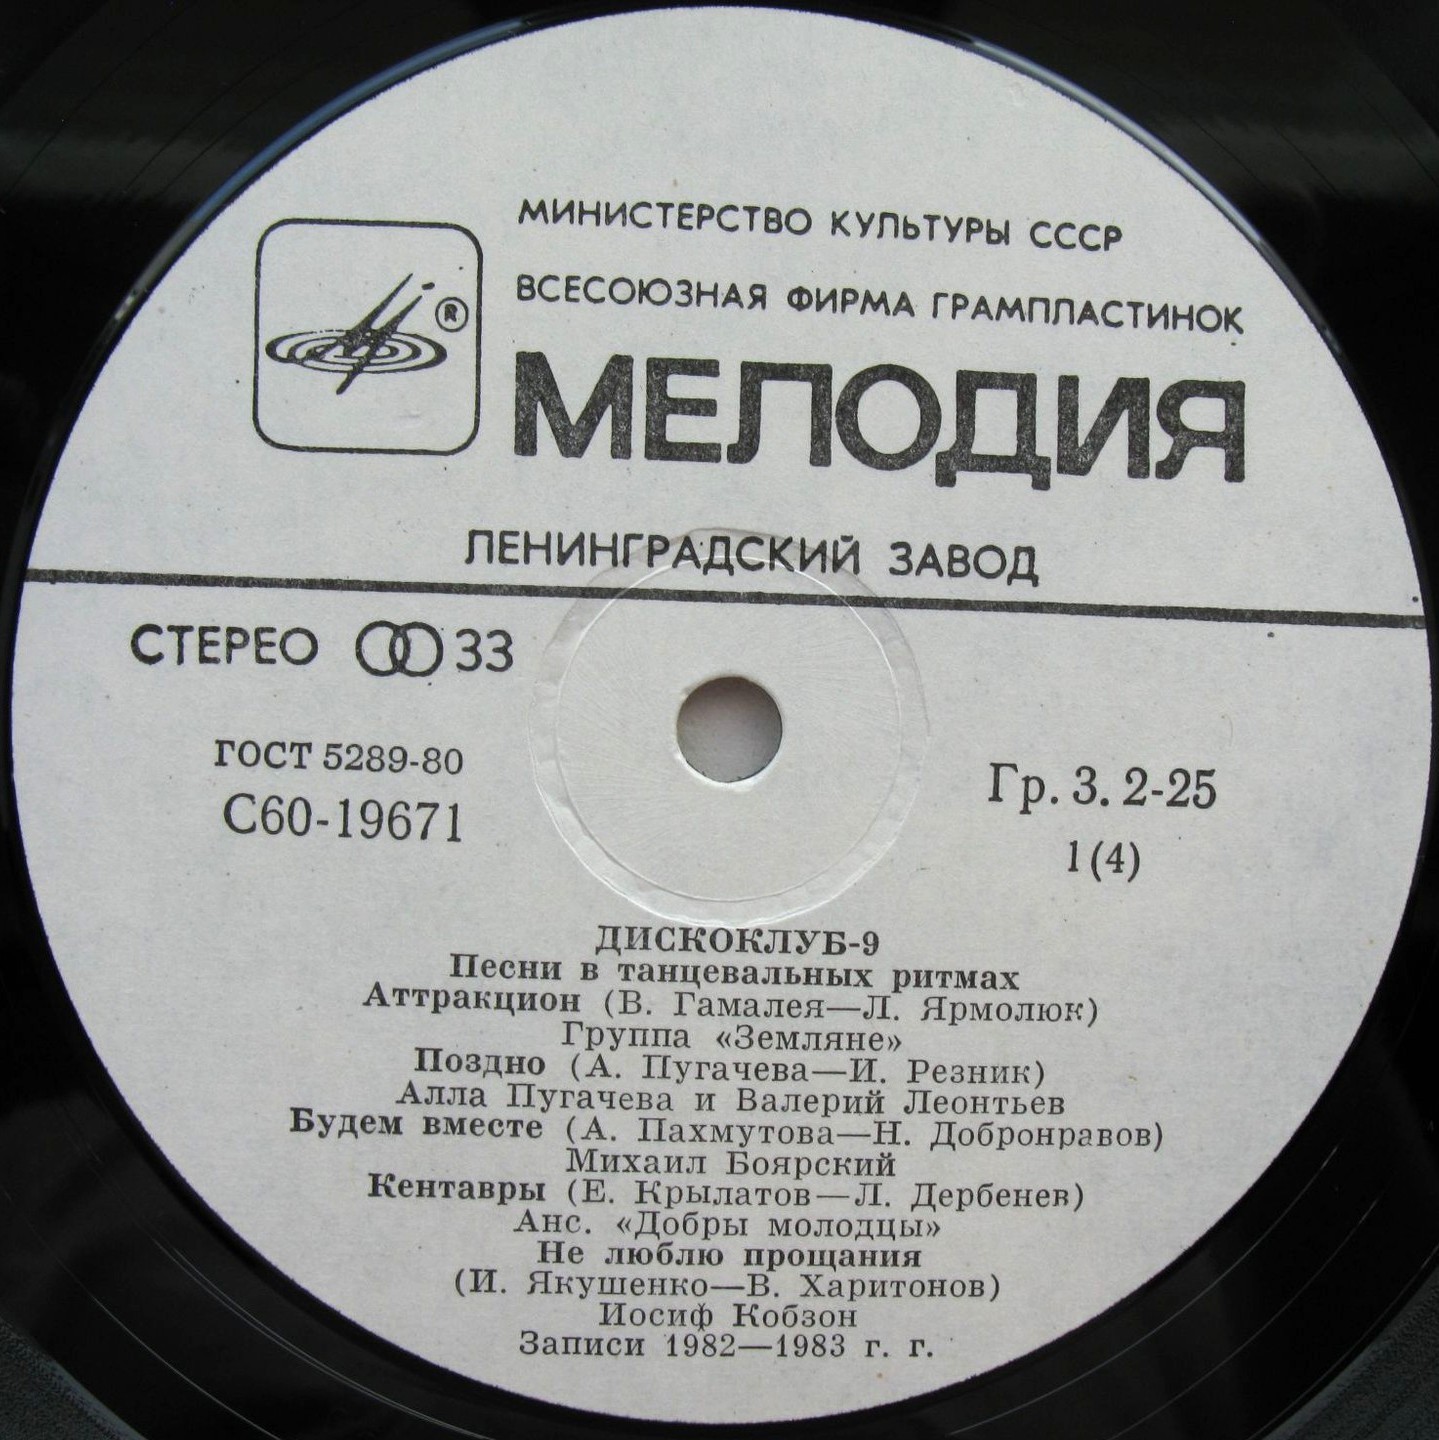 МИНИСТЕРСТВО КУЛЬТУРЫ СССР
ВСЕСОЮЗНАЯ ФИРМА ГРАМПЛАСТИНОК
®
МЕЛОДИЯ
ЛЕНИНГРАДСКИЙ ЗАВОД
СТЕРЕО 33
ГОСТ 5289-80
С60-19671
Гр. 3. 2-25
1(4)
ДИСКОКЛУБ-9
Песни в танцевальных ритмах
Аттракцион (В. Гамалея—Л. Ярмолюк)
Группа «Земляне»
Поздно (А. Пугачева—И. Резник)
Алла Пугачева и Валерий Леонтьев
Будем вместе (А. Пахмутова—Н. Добронравов)
Михаил Боярский
Кентавры (Е. Крылатов—Л. Дербенев)
Анс. «Добры молодцы»
Не люблю прощания
(И. Якушенко—В. Харитонов)
Иосиф Кобзон
Записи 1982—1983 г. г.